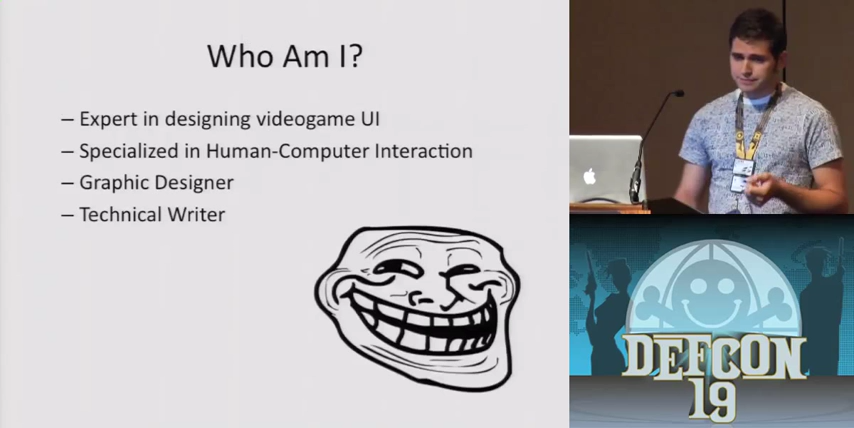 Who Am I?
– Expert in designing videogame UI
– Specialized in Human-Computer Interaction
– Graphic Designer
– Technical Writer
DEFCON
19